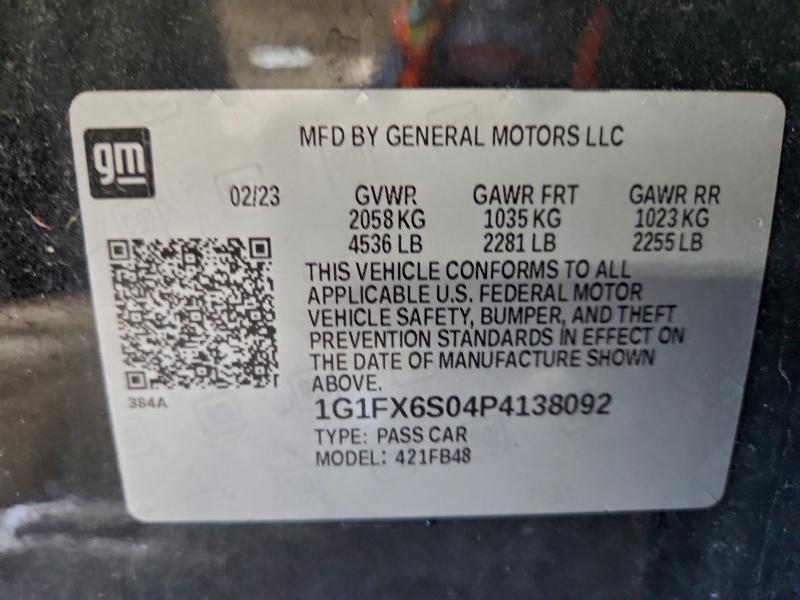 MFD BY GENERAL MOTORS LLC
gm
02/23
GVWR GAWR FRT GAWR RR
2058 KG 1035 KG 1023 KG
4536 LB 2281 LB 2255 LB
THIS VEHICLE CONFORMS TO ALL
APPLICABLE U.S. FEDERAL MOTOR
VEHICLE SAFETY, BUMPER, AND THEFT
PREVENTION STANDARDS IN EFFECT ON
THE DATE OF MANUFACTURE SHOWN
ABOVE.
384A
1G1FX6S04P4138092
TYPE: PASS CAR
MODEL: 421FB48